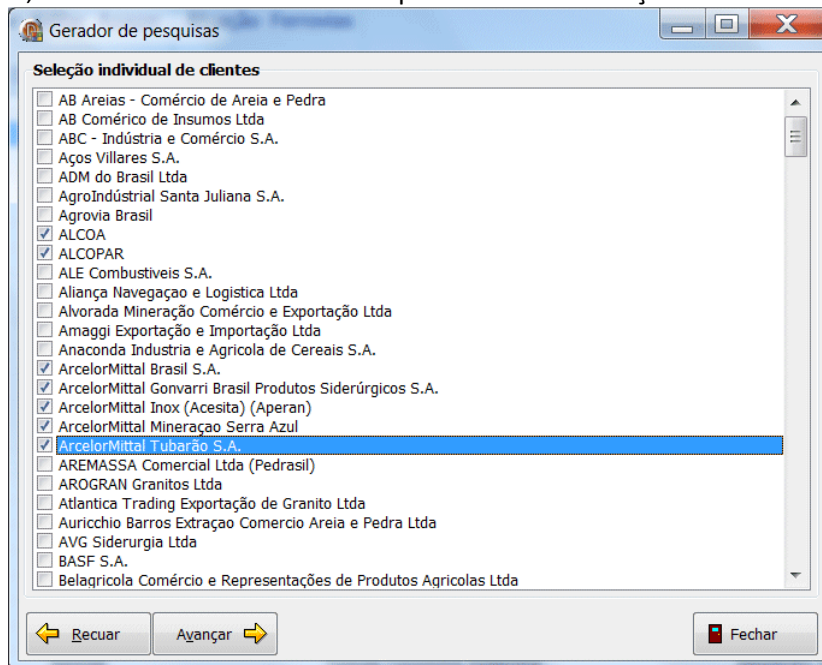 Gerador de pesquisas
Seleção individual de clientes
AB Areias - Comércio de Areia e Pedra
AB Comérico de Insumos Ltda
ABC - Indústria e Comércio S.A.
Aços Villares S.A.
ADM do Brasil Ltda
AgroIndústrial Santa Juliana S.A.
Agrovia Brasil
ALCOA
ALCOPAR
ALE Combustiveis S.A.
Aliança Navegaçao e Logistica Ltda
Alvorada Mineração Comércio e Exportação Ltda
Amaggi Exportação e Importação Ltda
Anaconda Industria e Agricola de Cereais S.A.
ArcelorMittal Brasil S.A.
ArcelorMittal Gonvarri Brasil Produtos Siderúrgicos S.A.
ArcelorMittal Inox (Acesita) (Aperan)
ArcelorMittal Mineraçao Serra Azul
ArcelorMittal Tubarão S.A.
AREMASSA Comercial Ltda (Pedrasil)
AROGRAN Granitos Ltda
Atlantica Trading Exportação de Granito Ltda
Auricchio Barros Extraçao Comercio Areia e Pedra Ltda
AVG Siderurgia Ltda
BASF S.A.
Belagricola Comércio e Representações de Produtos Agricolas Ltda
Recuar Avançar Fechar